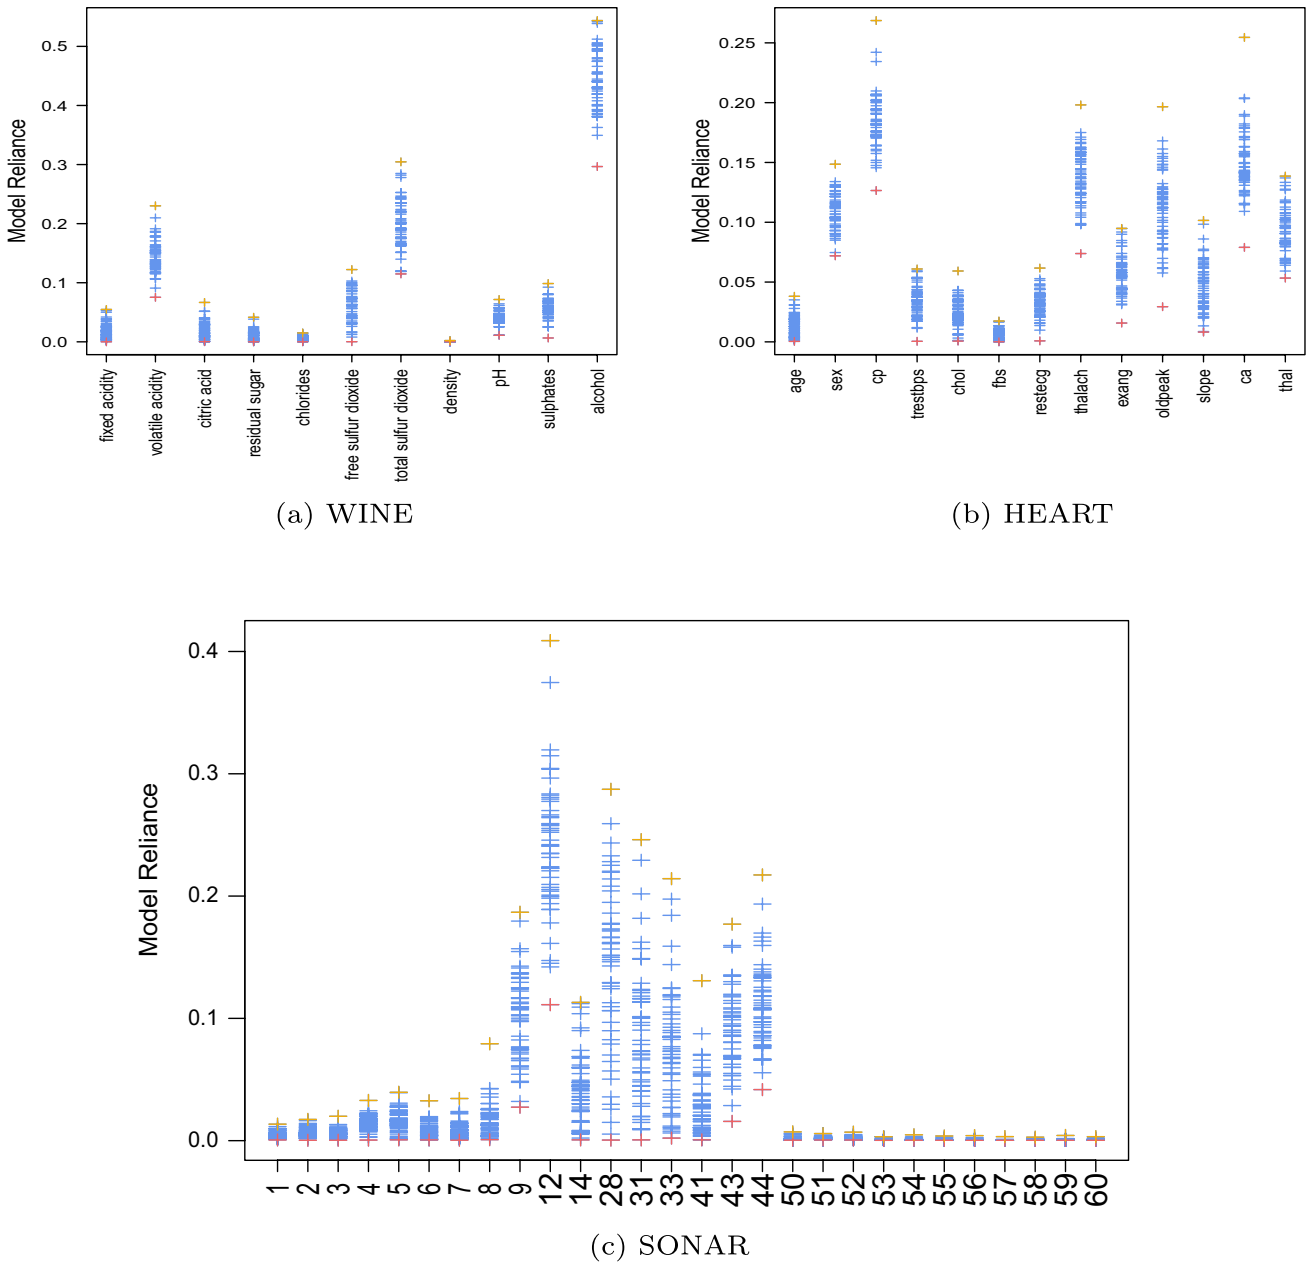 Model Reliance
0.5
0.4
0.3
0.2
0.1
0.0
fixed acidity
volatile acidity
citric acid
residual sugar
chlorides
free sulfur dioxide
total sulfur dioxide
density
pH
sulphates
alcohol
(a) WINE
Model Reliance
0.25
0.20
0.15
0.10
0.05
0.00
age
sex
cp
trestbps
chol
fbs
restecg
thalach
exang
oldpeak
slope
ca
thal
(b) HEART
Model Reliance
0.4
0.3
0.2
0.1
0.0
1
2
3
4
5
6
7
8
9
12
14
28
31
33
41
43
44
50
51
52
53
54
55
56
57
58
59
60
(c) SONAR